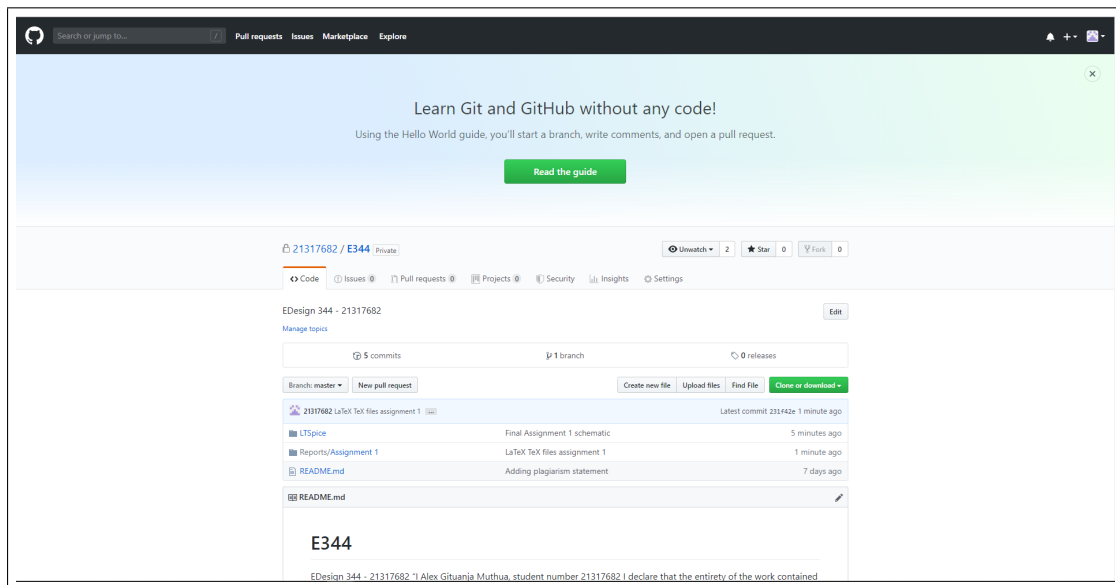 Search or jump to... / Pull requests Issues Marketplace Explore
Learn Git and GitHub without any code!
Using the Hello World guide, you'll start a branch, write comments, and open a pull request.
Read the guide
21317682 / E344 Private
Unwatch 2 Star 0 Fork 0
Code Issues 0 Pull requests 0 Projects 0 Security Insights Settings
EDesign 344 - 21317682 Edit
Manage topics
5 commits 1 branch 0 releases
Branch: master New pull request Create new file Upload files Find File Clone or download
21317682 LaTeX TeX files assignment 1 ... Latest commit 231f42e 1 minute ago
LTSpice Final Assignment 1 schematic 5 minutes ago
Reports/Assignment 1 LaTeX TeX files assignment 1 1 minute ago
README.md Adding plagiarism statement 7 days ago
README.md
E344
EDesign 344 - 21317682 "I Alex Gituanja Muthua, student number 21317682 I declare that the entirety of the work contained